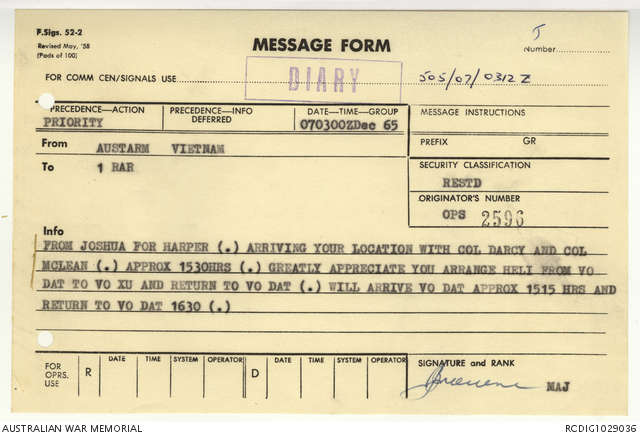 F.Sigs. 52-2
Revised May, '58
(Pads of 100)
MESSAGE FORM
J
Number
FOR COMM CEN/SIGNALS USE
DIARY
505/07/0312Z
PRECEDENCE—ACTION
PRIORITY
PRECEDENCE—INFO
DEFERRED
DATE—TIME—GROUP
070300ZDec 65
MESSAGE INSTRUCTIONS
PREFIX GR
From AUSTARM VIETNAM
To 1 RAR
SECURITY CLASSIFICATION
RESTD
ORIGINATOR'S NUMBER
OPS 2596
Info
FROM JOSHUA FOR HARPER (.) ARRIVING YOUR LOCATION WITH COL DARCY AND COL
MCLEAN (.) APPROX 1530HRS (.) GREATLY APPRECIATE YOU ARRANGE HELI FROM VO
DAT TO VO XU AND RETURN TO VO DAT (.) WILL ARRIVE VO DAT APPROX 1515 HRS AND
RETURN TO VO DAT 1630 (.)
FOR OPRS. USE R DATE TIME SYSTEM OPERATOR D DATE TIME SYSTEM OPERATOR
SIGNATURE and RANK
MAJ
AUSTRALIAN WAR MEMORIAL
RCDIG1029036